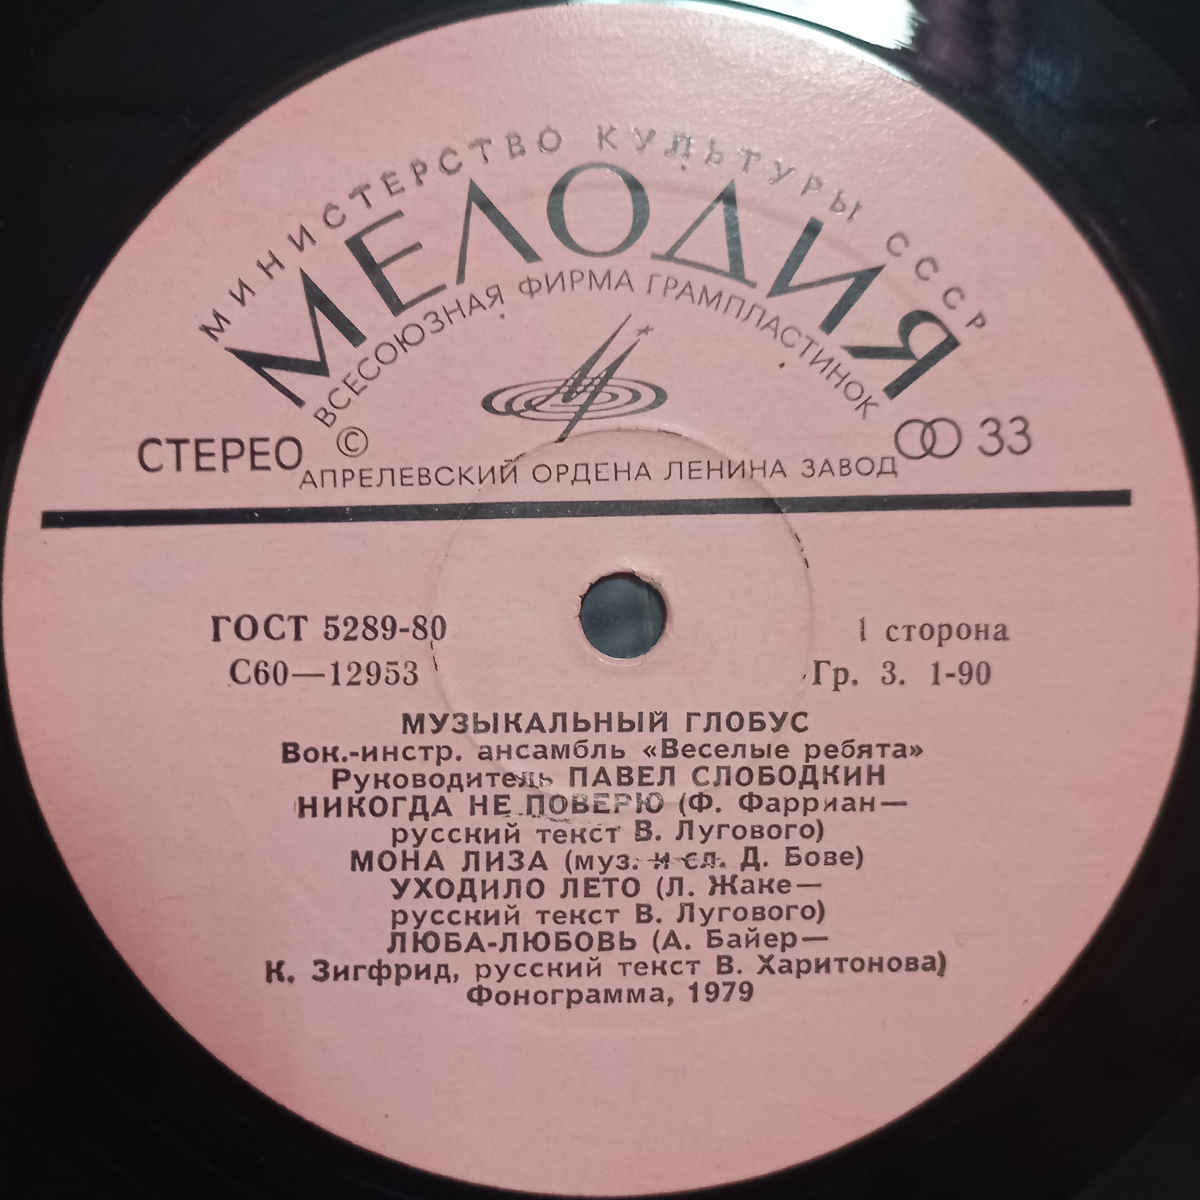 МИНИСТЕРСТВО КУЛЬТУРЫ СССР
МЕЛОДИЯ
ВСЕСОЮЗНАЯ ФИРМА ГРАМПЛАСТИНОК
СТЕРЕО © 33
АПРЕЛЕВСКИЙ ОРДЕНА ЛЕНИНА ЗАВОД
ГОСТ 5289-80 1 сторона
С60—12953 Гр. 3. 1-90
МУЗЫКАЛЬНЫЙ ГЛОБУС
Вок.-инстр. ансамбль «Веселые ребята»
Руководитель ПАВЕЛ СЛОБОДКИН
НИКОГДА НЕ ПОВЕРЮ (Ф. Фарриан—
русский текст В. Лугового)
МОНА ЛИЗА (муз. и сл. Д. Бове)
УХОДИЛО ЛЕТО (Л. Жаке—
русский текст В. Лугового)
ЛЮБА-ЛЮБОВЬ (А. Байер—
К. Зигфрид, русский текст В. Харитонова)
Фонограмма, 1979